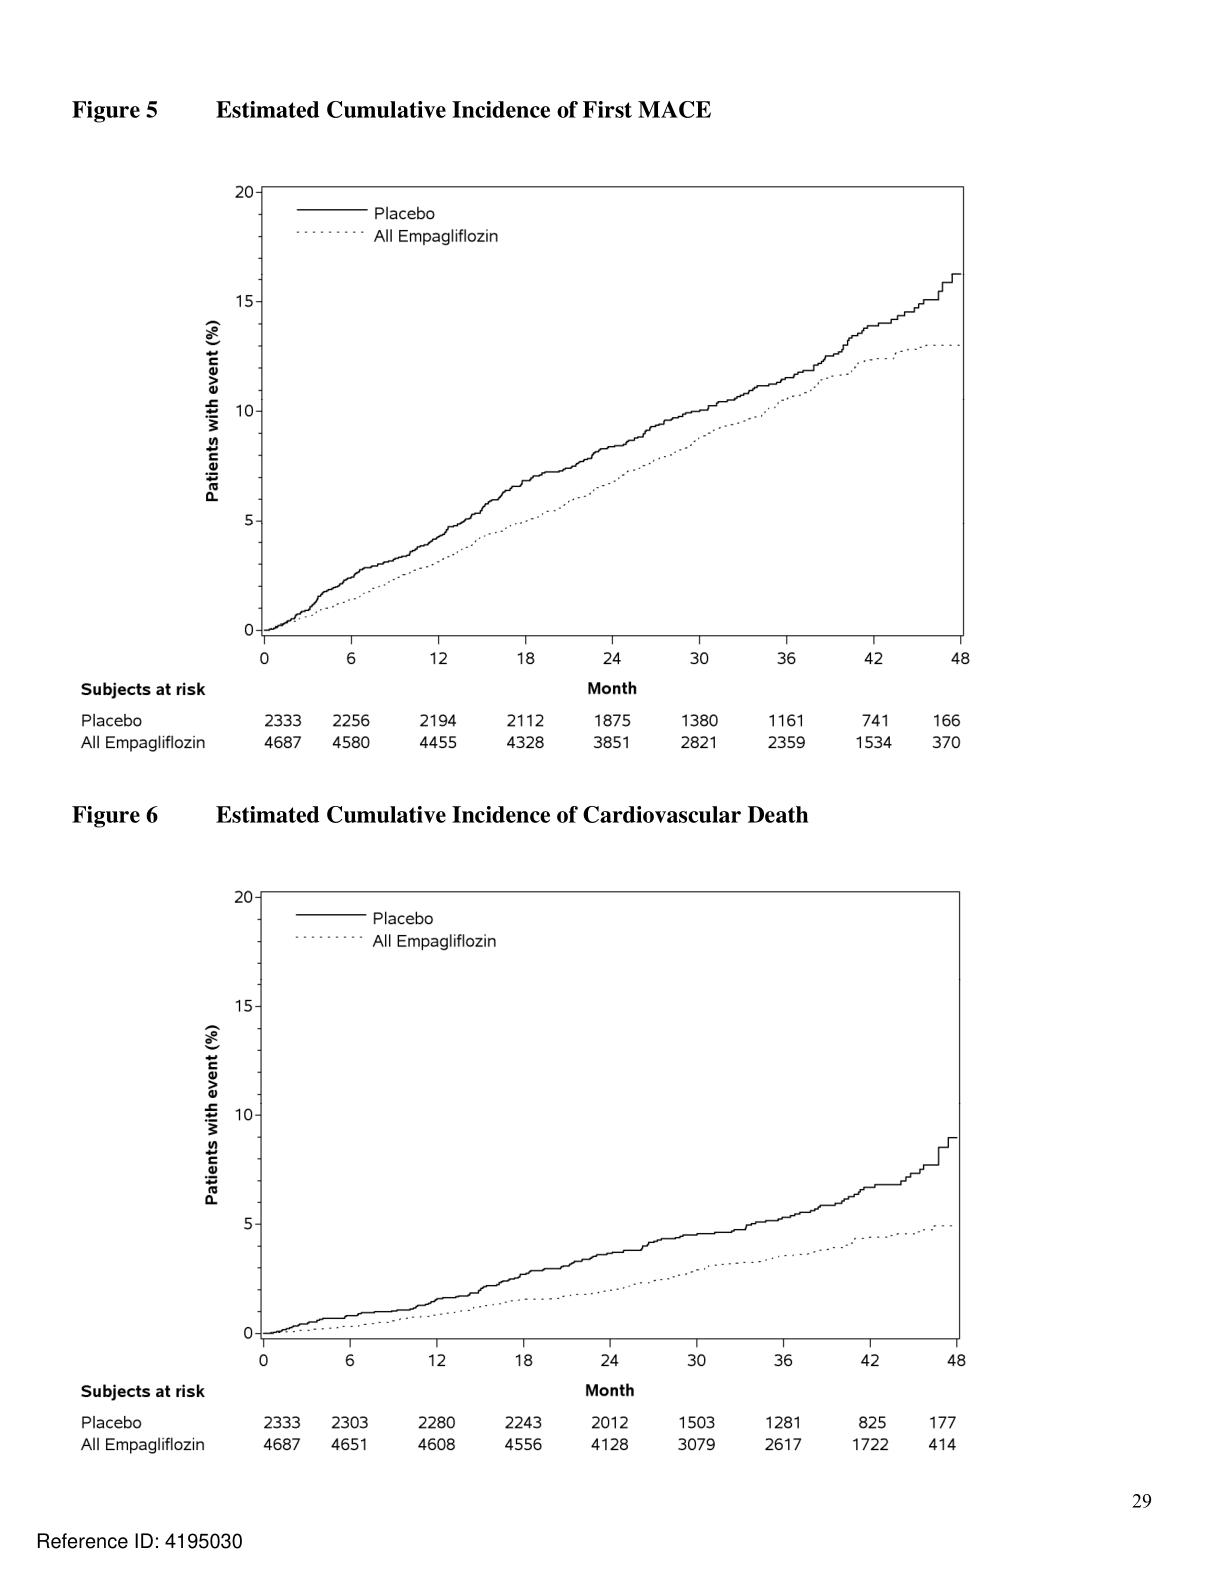 Figure 5 Estimated Cumulative Incidence of First MACE
20
Placebo
All Empagliflozin
15
Patients with event (%)
10
5
0
0 6 12 18 24 30 36 42 48
Subjects at risk Month
Placebo 2333 2256 2194 2112 1875 1380 1161 741 166
All Empagliflozin 4687 4580 4455 4328 3851 2821 2359 1534 370
Figure 6 Estimated Cumulative Incidence of Cardiovascular Death
20
Placebo
All Empagliflozin
15
Patients with event (%)
10
5
0
0 6 12 18 24 30 36 42 48
Subjects at risk Month
Placebo 2333 2303 2280 2243 2012 1503 1281 825 177
All Empagliflozin 4687 4651 4608 4556 4128 3079 2617 1722 414
29
Reference ID: 4195030